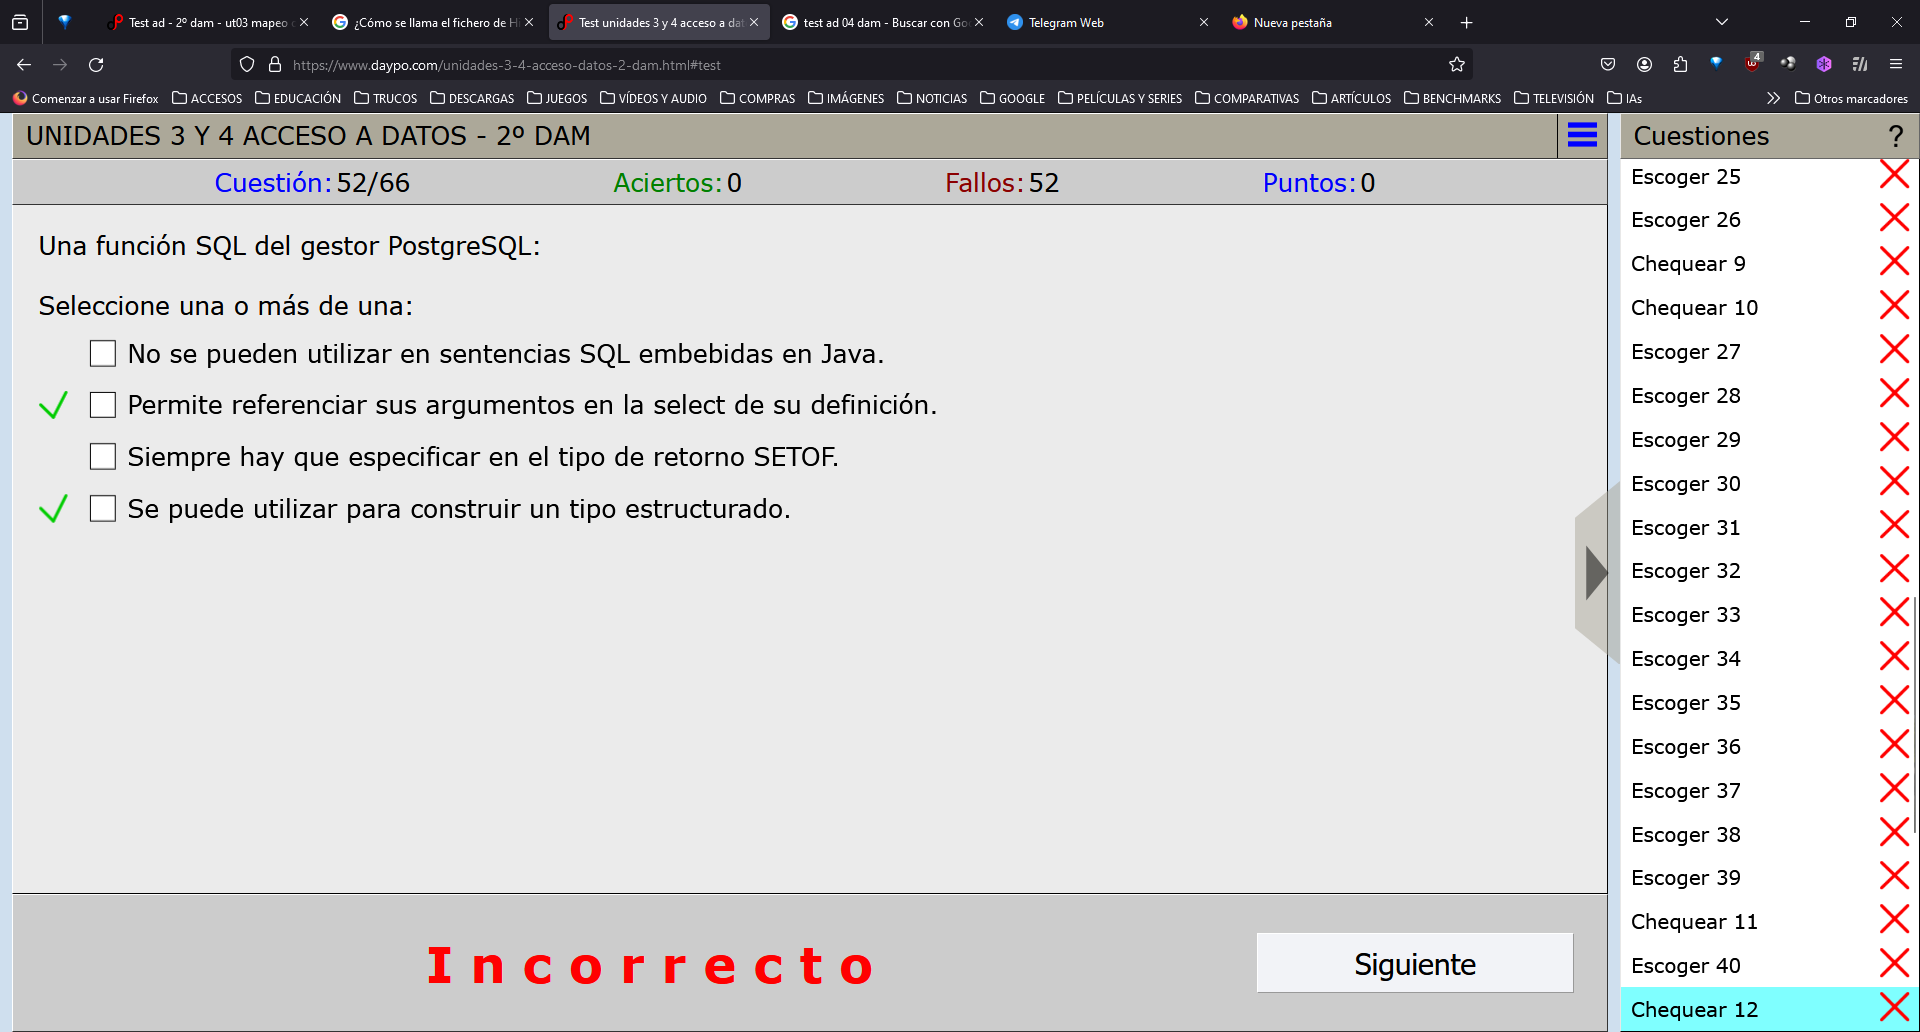 Test ad - 2º dam - ut03 mapeo
¿Cómo se llama el fichero de Hi
Test unidades 3 y 4 acceso a dat
test ad 04 dam - Buscar con Go
Telegram Web
Nueva pestaña
https://www.daypo.com/unidades-3-4-acceso-datos-2-dam.html#test
4
Comenzar a usar Firefox
ACCESOS
EDUCACIÓN
TRUCOS
DESCARGAS
JUEGOS
VÍDEOS Y AUDIO
COMPRAS
IMÁGENES
NOTICIAS
GOOGLE
PELÍCULAS Y SERIES
COMPARATIVAS
ARTÍCULOS
BENCHMARKS
TELEVISIÓN
IAs
Otros marcadores
UNIDADES 3 Y 4 ACCESO A DATOS - 2º DAM
Cuestión: 52/66
Aciertos: 0
Fallos: 52
Puntos: 0
Una función SQL del gestor PostgreSQL:
Seleccione una o más de una:
No se pueden utilizar en sentencias SQL embebidas en Java.
Permite referenciar sus argumentos en la select de su definición.
Siempre hay que especificar en el tipo de retorno SETOF.
Se puede utilizar para construir un tipo estructurado.
Incorrecto
Siguiente
Cuestiones ?
Escoger 25
Escoger 26
Chequear 9
Chequear 10
Escoger 27
Escoger 28
Escoger 29
Escoger 30
Escoger 31
Escoger 32
Escoger 33
Escoger 34
Escoger 35
Escoger 36
Escoger 37
Escoger 38
Escoger 39
Chequear 11
Escoger 40
Chequear 12